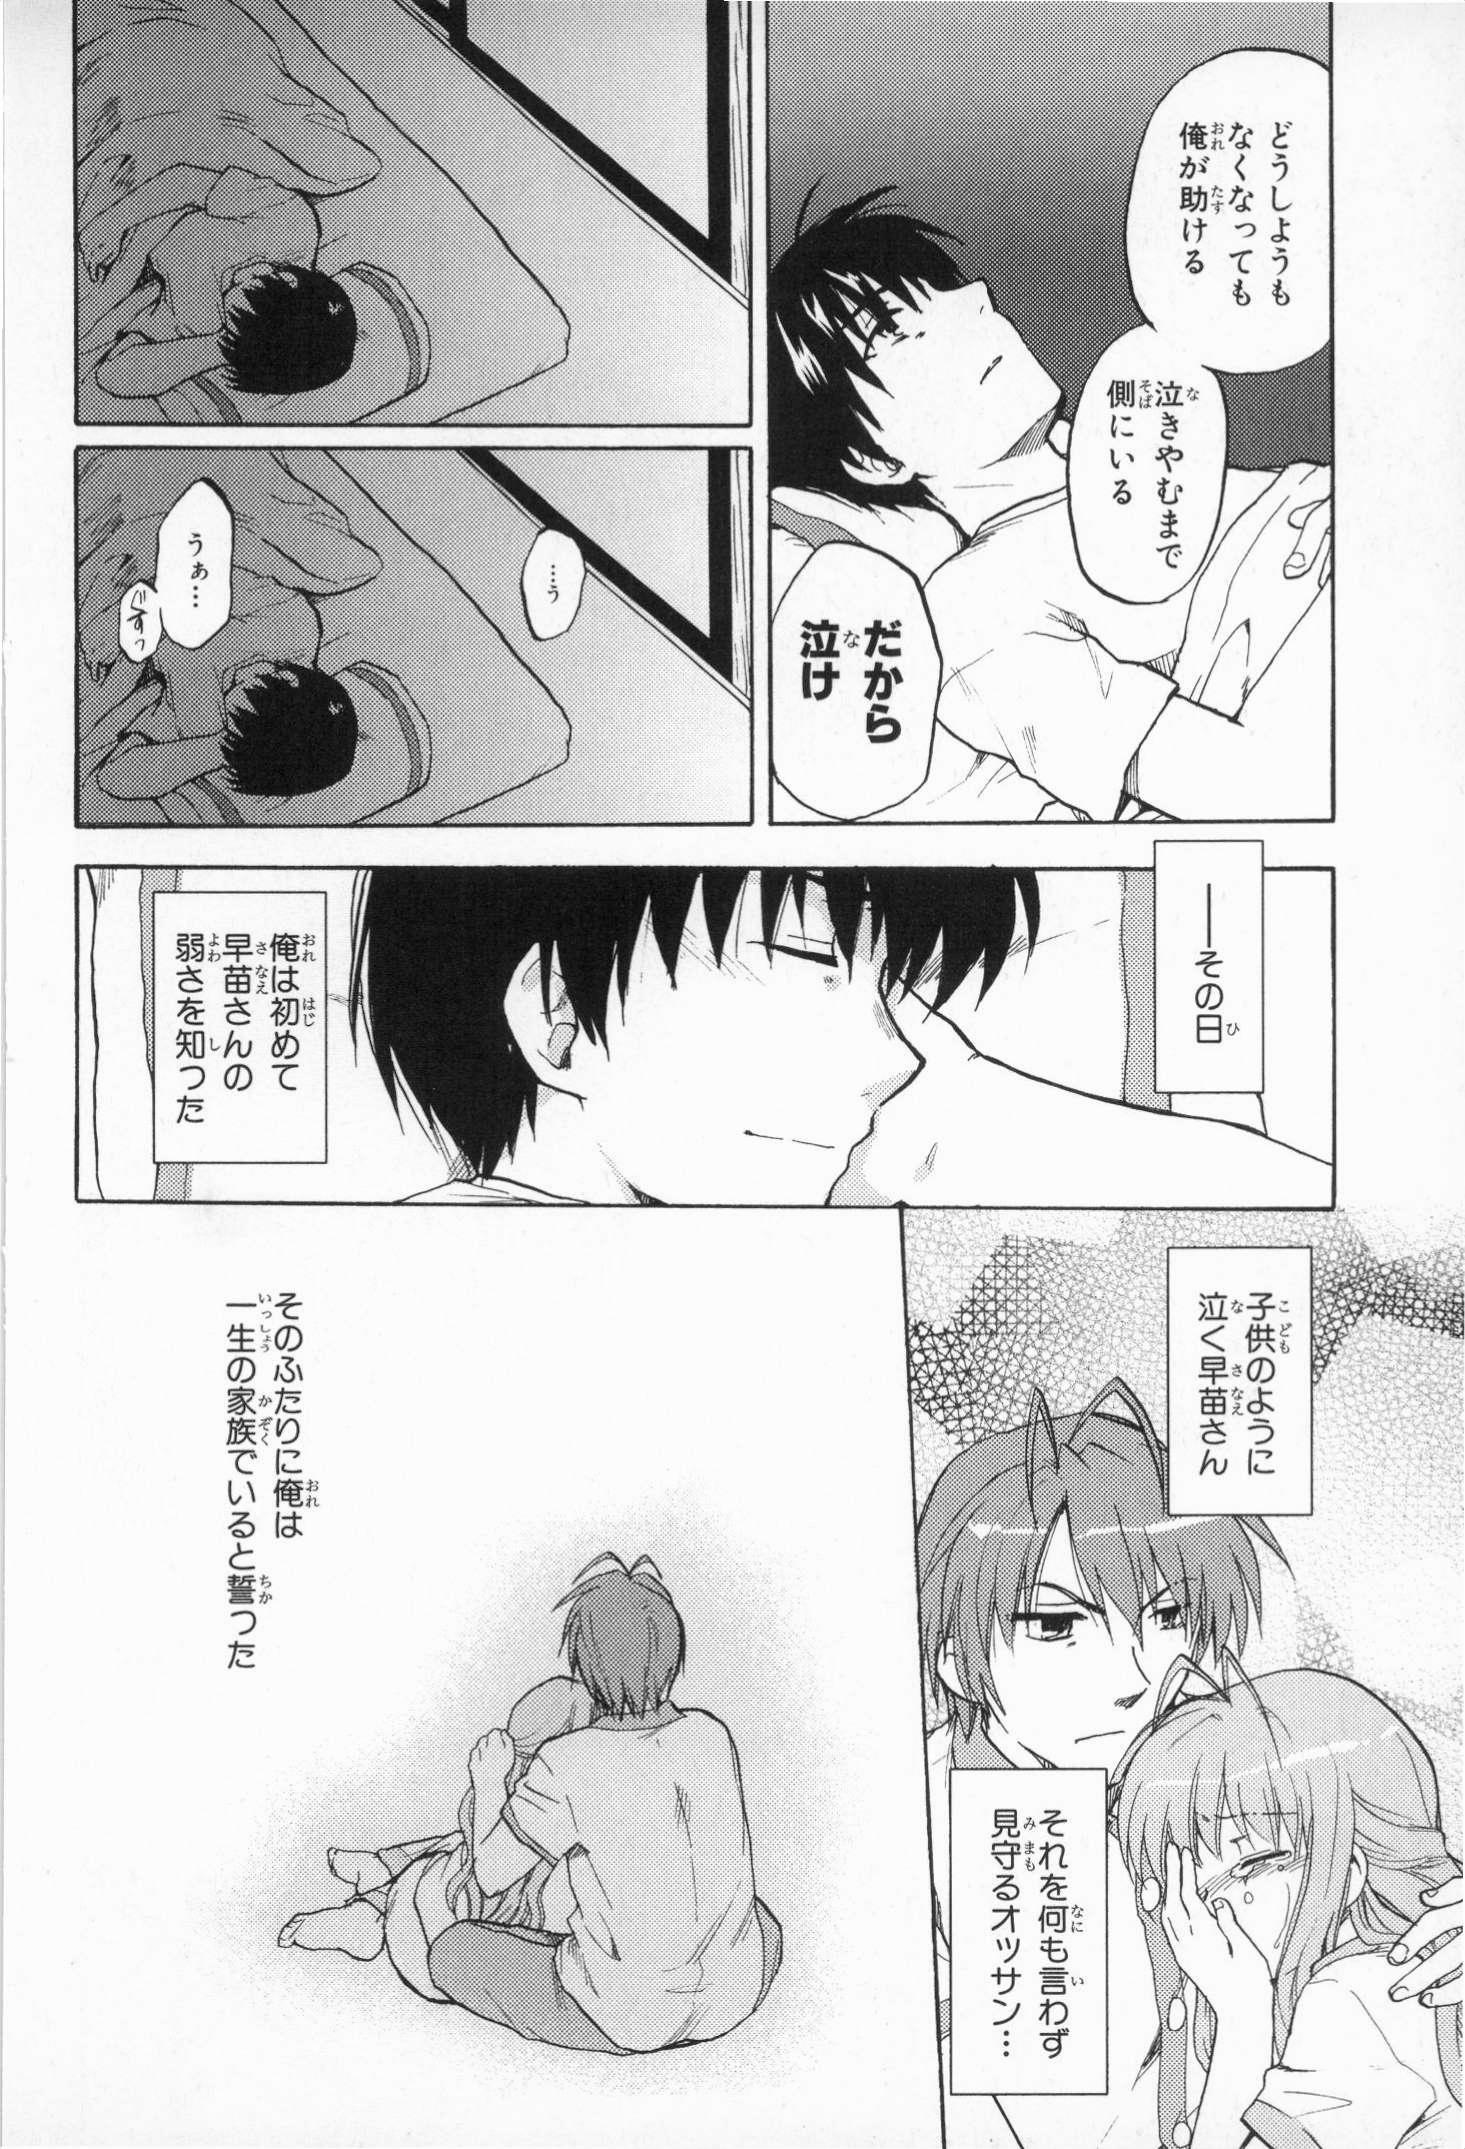 どうしようも
なくなっても
俺が助ける
泣きやむまで
側にいる
だから
泣け
…う
うぁ…
ぐすっ
――その日
俺は初めて
早苗さんの
弱さを知った
子供のように
泣く早苗さん
それを何も言わず
見守るオッサン…
そのふたりに俺は
一生の家族でいると誓った